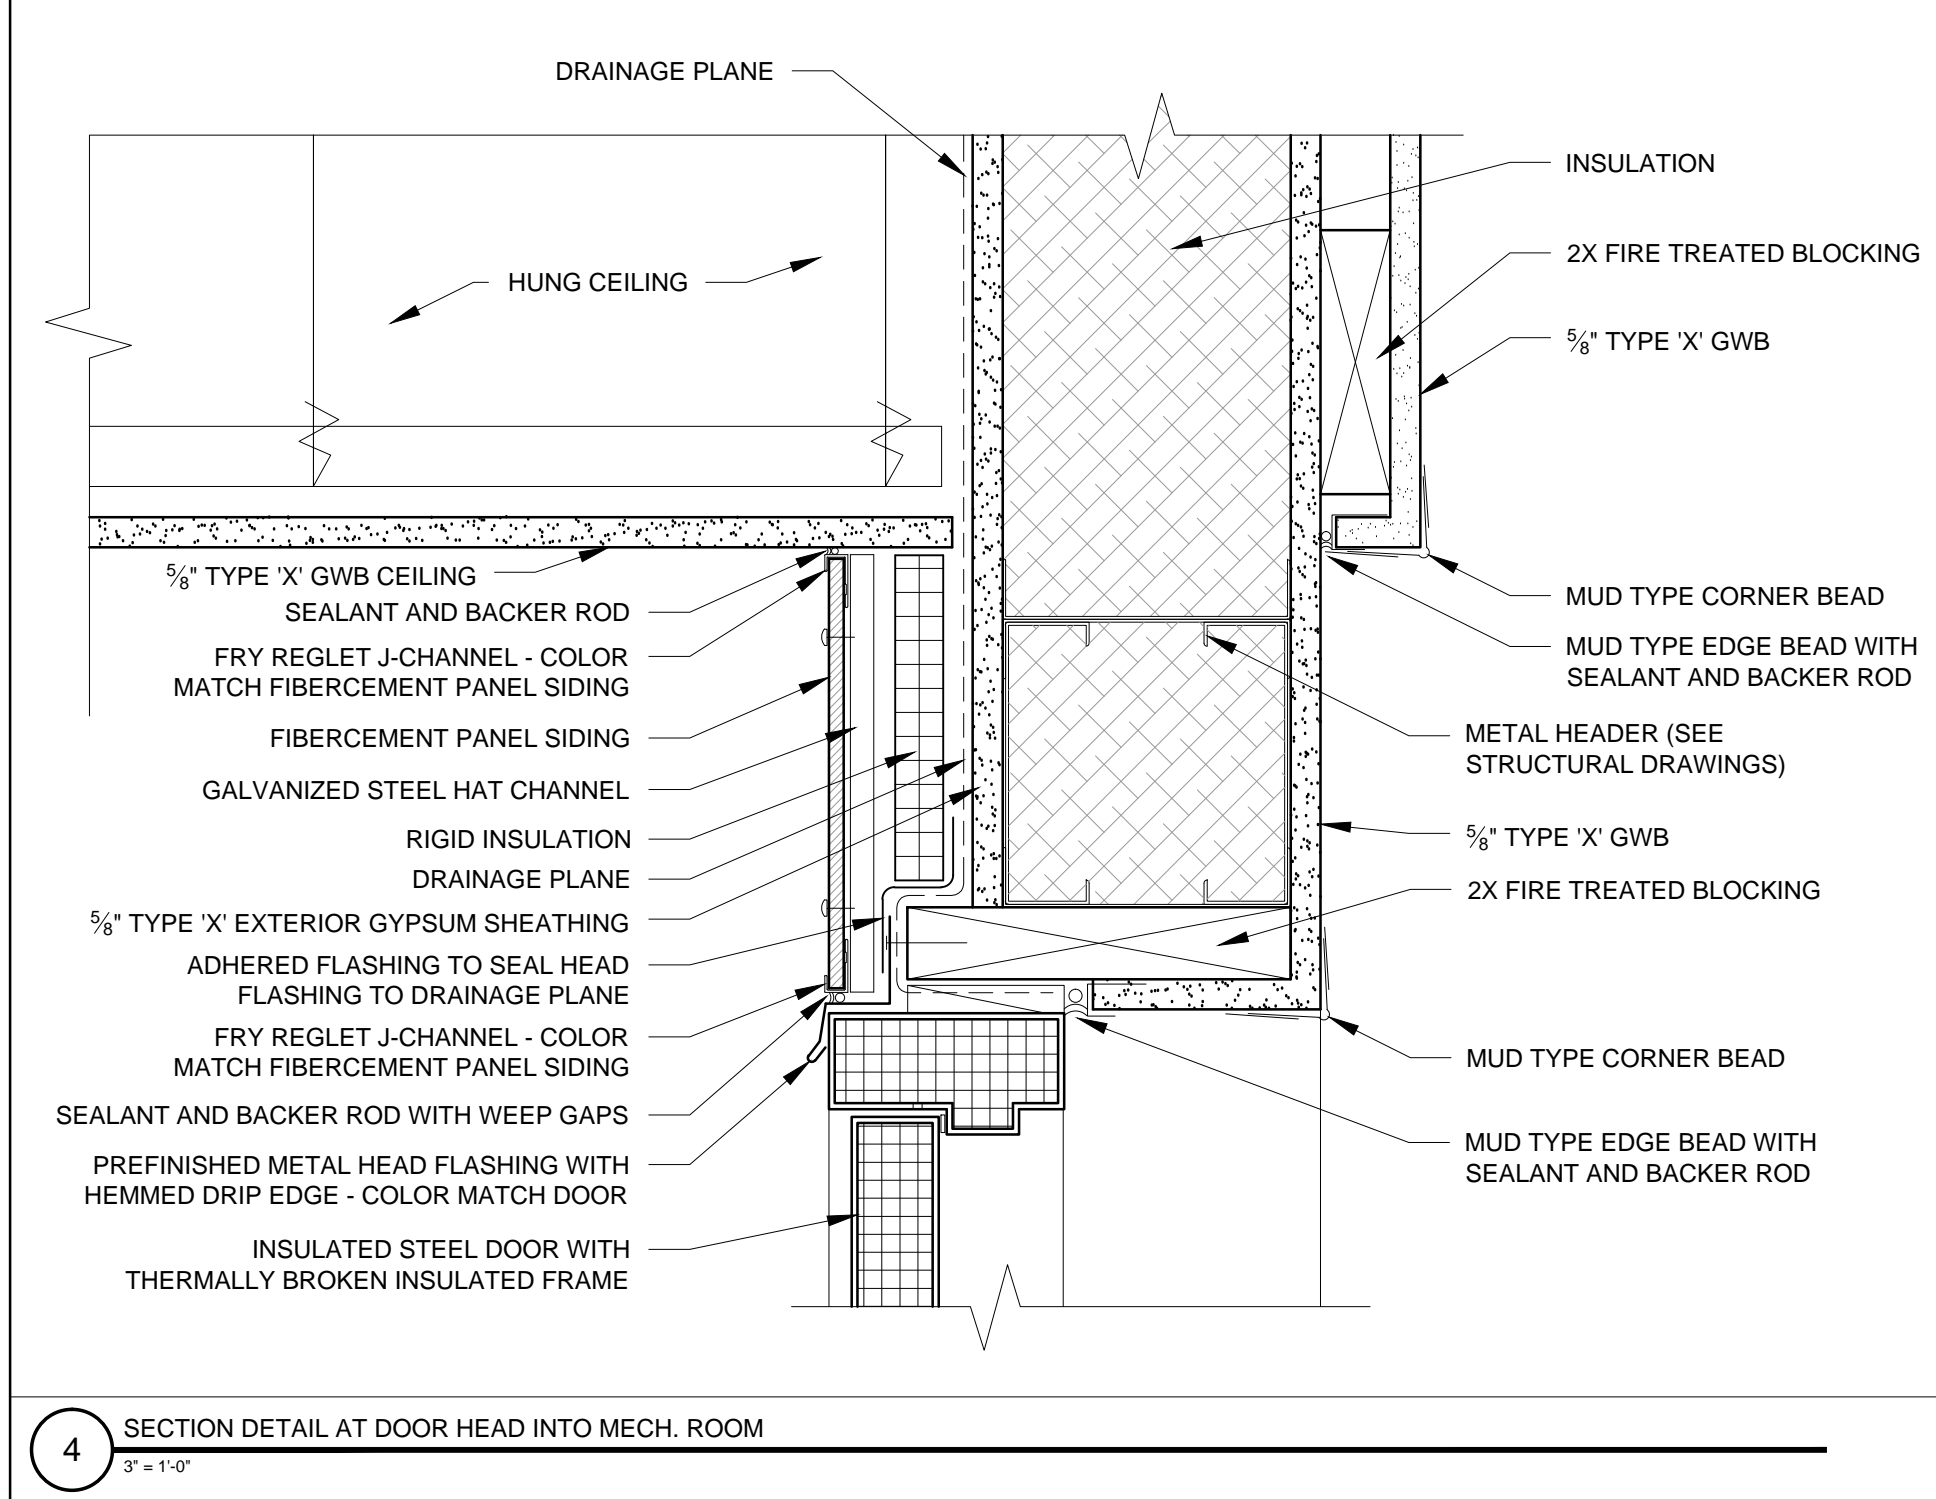 DRAINAGE PLANE
INSULATION
2X FIRE TREATED BLOCKING
HUNG CEILING
5⁄8" TYPE 'X' GWB
5⁄8" TYPE 'X' GWB CEILING
SEALANT AND BACKER ROD
FRY REGLET J-CHANNEL - COLOR
MATCH FIBERCEMENT PANEL SIDING
FIBERCEMENT PANEL SIDING
GALVANIZED STEEL HAT CHANNEL
RIGID INSULATION
DRAINAGE PLANE
5⁄8" TYPE 'X' EXTERIOR GYPSUM SHEATHING
ADHERED FLASHING TO SEAL HEAD
FLASHING TO DRAINAGE PLANE
FRY REGLET J-CHANNEL - COLOR
MATCH FIBERCEMENT PANEL SIDING
SEALANT AND BACKER ROD WITH WEEP GAPS
PREFINISHED METAL HEAD FLASHING WITH
HEMMED DRIP EDGE - COLOR MATCH DOOR
INSULATED STEEL DOOR WITH
THERMALLY BROKEN INSULATED FRAME
MUD TYPE CORNER BEAD
MUD TYPE EDGE BEAD WITH
SEALANT AND BACKER ROD
METAL HEADER (SEE
STRUCTURAL DRAWINGS)
5⁄8" TYPE 'X' GWB
2X FIRE TREATED BLOCKING
MUD TYPE CORNER BEAD
MUD TYPE EDGE BEAD WITH
SEALANT AND BACKER ROD
4
SECTION DETAIL AT DOOR HEAD INTO MECH. ROOM
3" = 1'-0"